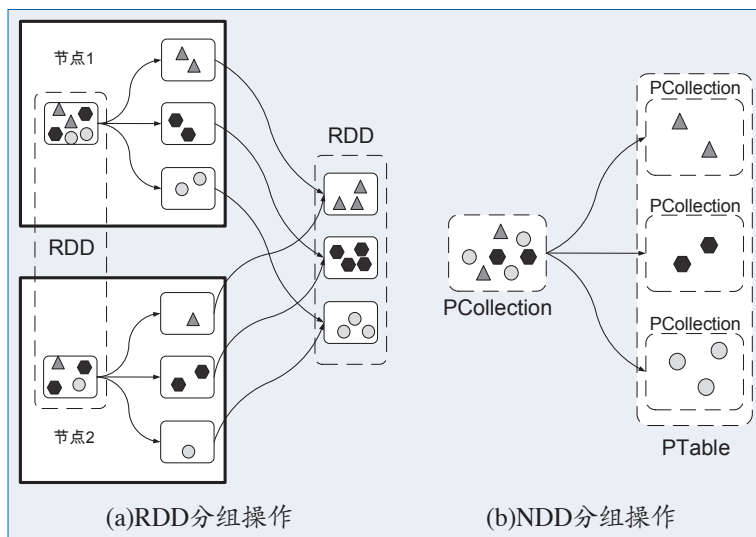 节点1
RDD
RDD
节点2
(a)RDD分组操作
PCollection
PCollection
PCollection
PCollection
PTable
(b)NDD分组操作